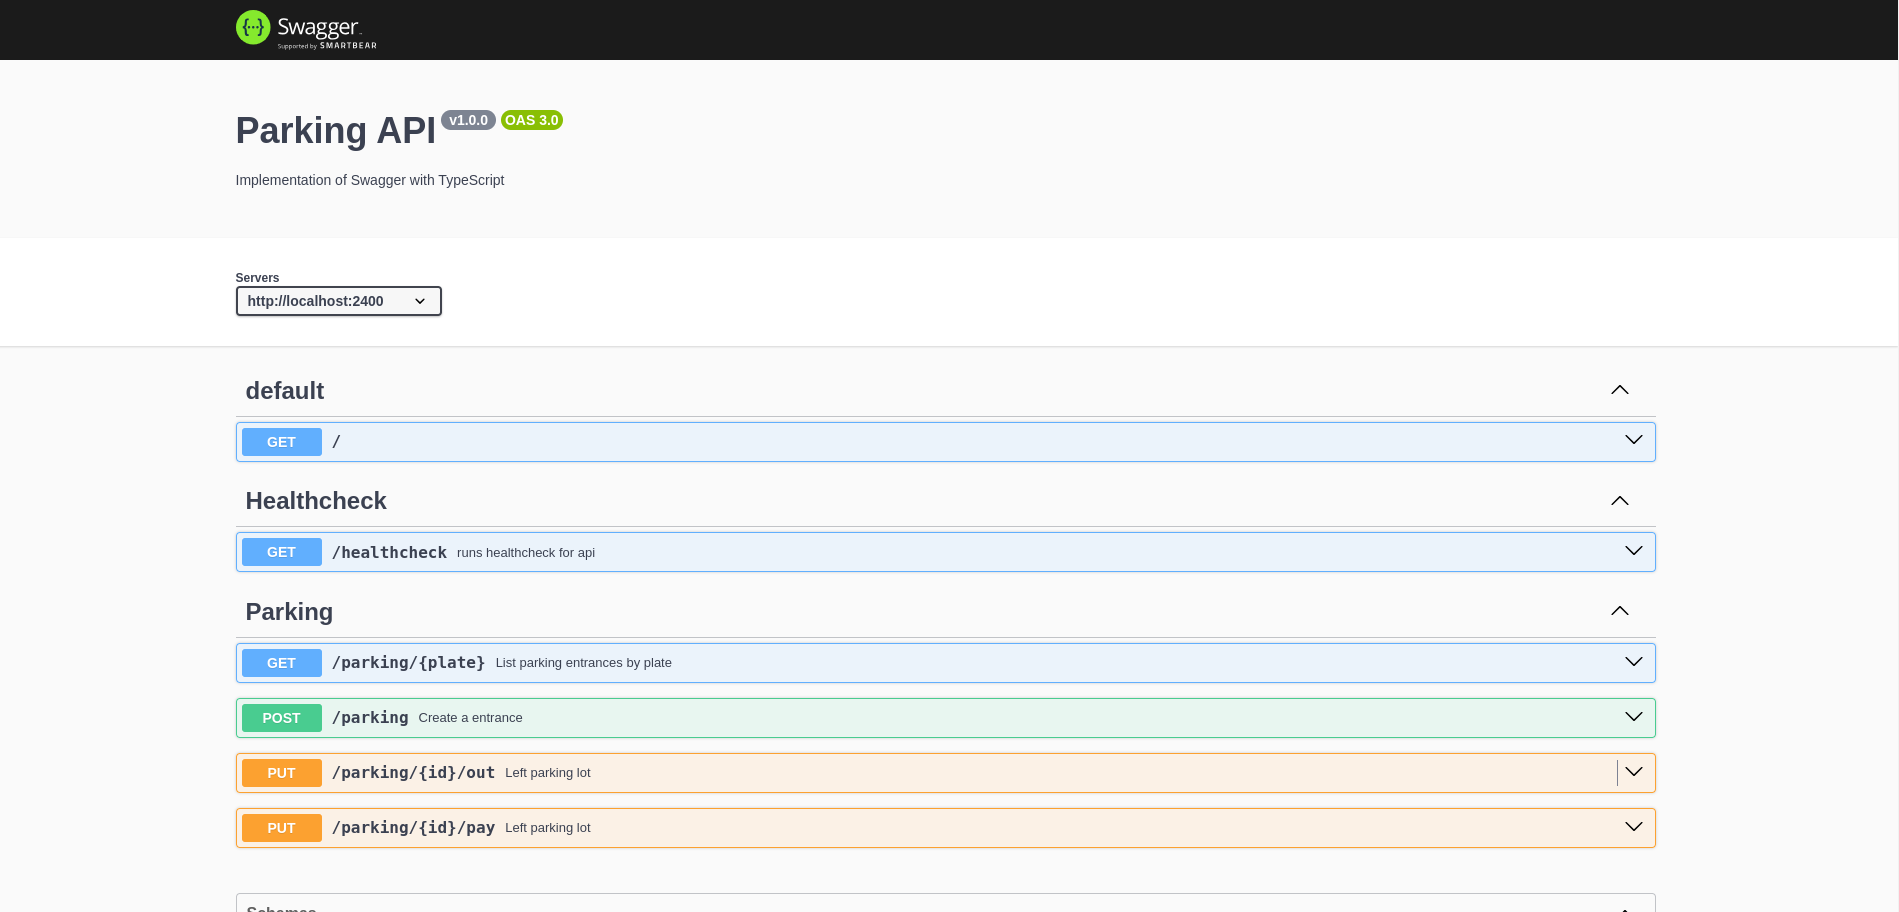 Swagger
Supported by SMARTBEAR
Parking API v1.0.0 OAS 3.0
Implementation of Swagger with TypeScript
Servers
http://localhost:2400
default
GET /
Healthcheck
GET /healthcheck runs healthcheck for api
Parking
GET /parking/{plate} List parking entrances by plate
POST /parking Create a entrance
PUT /parking/{id}/out Left parking lot
PUT /parking/{id}/pay Left parking lot
Schemas